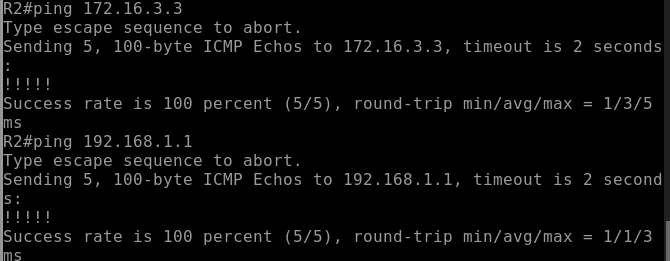 R2#ping 172.16.3.3
Type escape sequence to abort.
Sending 5, 100-byte ICMP Echos to 172.16.3.3, timeout is 2 seconds
:
!!!!!
Success rate is 100 percent (5/5), round-trip min/avg/max = 1/3/5
ms
R2#ping 192.168.1.1
Type escape sequence to abort.
Sending 5, 100-byte ICMP Echos to 192.168.1.1, timeout is 2 second
s:
!!!!!
Success rate is 100 percent (5/5), round-trip min/avg/max = 1/1/3
ms